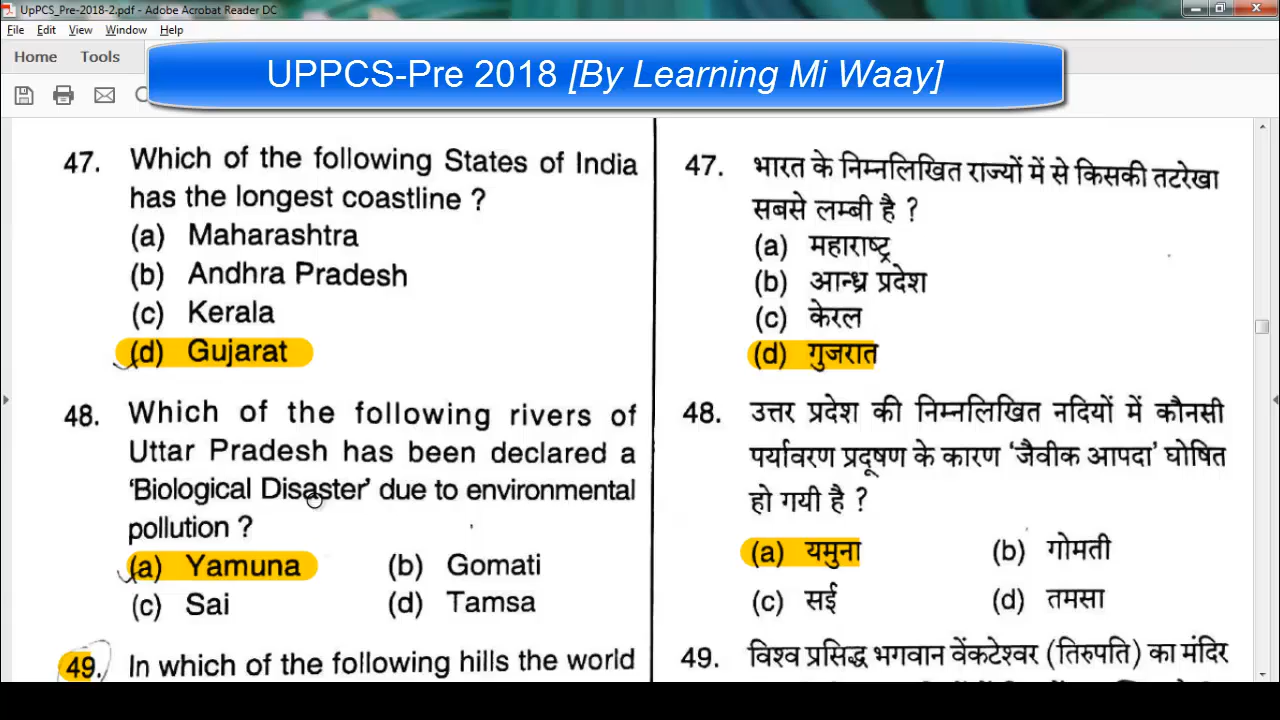 UpPCS_Pre-2018-2.pdf - Adobe Acrobat Reader DC
File Edit View Window Help
Home Tools
UPPCS-Pre 2018 [By Learning Mi Waay]
47. Which of the following States of India
has the longest coastline ?
(a) Maharashtra
(b) Andhra Pradesh
(c) Kerala
(d) Gujarat
48. Which of the following rivers of
Uttar Pradesh has been declared a
'Biological Disaster' due to environmental
pollution ?
(a) Yamuna (b) Gomati
(c) Sai (d) Tamsa
49. In which of the following hills the world
47. भारत के निम्नलिखित राज्यों में से किसकी तटरेखा
सबसे लम्बी है ?
(a) महाराष्ट्र
(b) आन्ध्र प्रदेश
(c) केरल
(d) गुजरात
48. उत्तर प्रदेश की निम्नलिखित नदियों में कौनसी
पर्यावरण प्रदूषण के कारण 'जैवीक आपदा' घोषित
हो गयी है ?
(a) यमुना (b) गोमती
(c) सई (d) तमसा
49. विश्व प्रसिद्ध भगवान वेंकटेश्वर (तिरुपति) का मंदिर